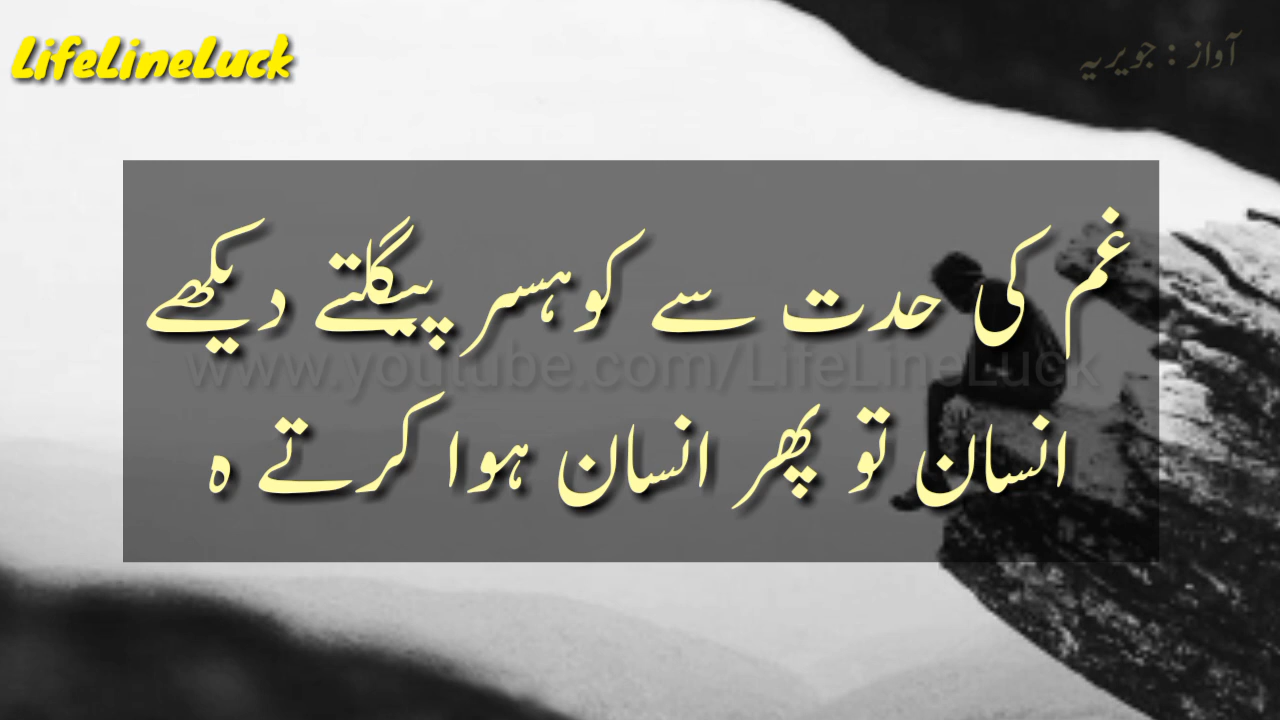 LifeLineLuck
آواز : جویریہ
غم کی حدت سے کوہسر پیگلتے دیکھے
www.youtube.com/LifeLineLuck
انسان تو پھر انسان ہوا کرتے ہ